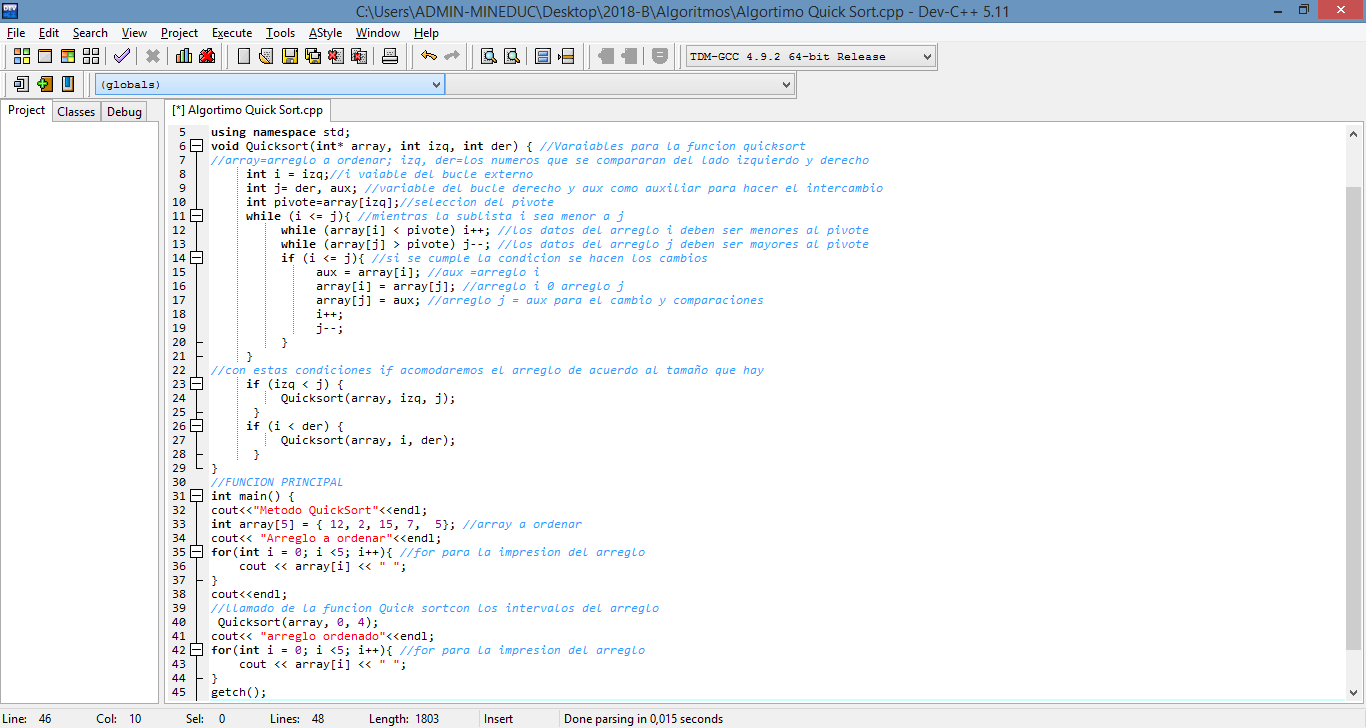 C:\Users\ADMIN-MINEDUC\Desktop\2018-B\Algoritmos\Algortimo Quick Sort.cpp - Dev-C++ 5.11
File Edit Search View Project Execute Tools AStyle Window Help
TDM-GCC 4.9.2 64-bit Release
(globals)
Project Classes Debug
[*] Algortimo Quick Sort.cpp
5 using namespace std;
6 void Quicksort(int* array, int izq, int der) { //Varaiables para la funcion quicksort
7 //array=arreglo a ordenar; izq, der=los numeros que se compararan del lado izquierdo y derecho
8 int i = izq;//i vaiable del bucle externo
9 int j= der, aux; //variable del bucle derecho y aux como auxiliar para hacer el intercambio
10 int pivote=array[izq];//seleccion del pivote
11 while (i <= j){ //mientras la sublista i sea menor a j
12 while (array[i] < pivote) i++; //los datos del arreglo i deben ser menores al pivote
13 while (array[j] > pivote) j--; //los datos del arreglo j deben ser mayores al pivote
14 if (i <= j){ //si se cumple la condicion se hacen los cambios
15 aux = array[i]; //aux =arreglo i
16 array[i] = array[j]; //arreglo i 0 arreglo j
17 array[j] = aux; //arreglo j = aux para el cambio y comparaciones
18 i++;
19 j--;
20 }
21 }
22 //con estas condiciones if acomodaremos el arreglo de acuerdo al tamaño que hay
23 if (izq < j) {
24 Quicksort(array, izq, j);
25 }
26 if (i < der) {
27 Quicksort(array, i, der);
28 }
29 }
30 //FUNCION PRINCIPAL
31 int main() {
32 cout<<"Metodo QuickSort"<<endl;
33 int array[5] = { 12, 2, 15, 7,  5}; //array a ordenar
34 cout<< "Arreglo a ordenar"<<endl;
35 for(int i = 0; i <5; i++){ //for para la impresion del arreglo
36 cout << array[i] << " ";
37 }
38 cout<<endl;
39 //llamado de la funcion Quick sortcon los intervalos del arreglo
40 Quicksort(array, 0, 4);
41 cout<< "arreglo ordenado"<<endl;
42 for(int i = 0; i <5; i++){ //for para la impresion del arreglo
43 cout << array[i] << " ";
44 }
45 getch();
Line: 46 Col: 10 Sel: 0 Lines: 48 Length: 1803 Insert Done parsing in 0,015 seconds